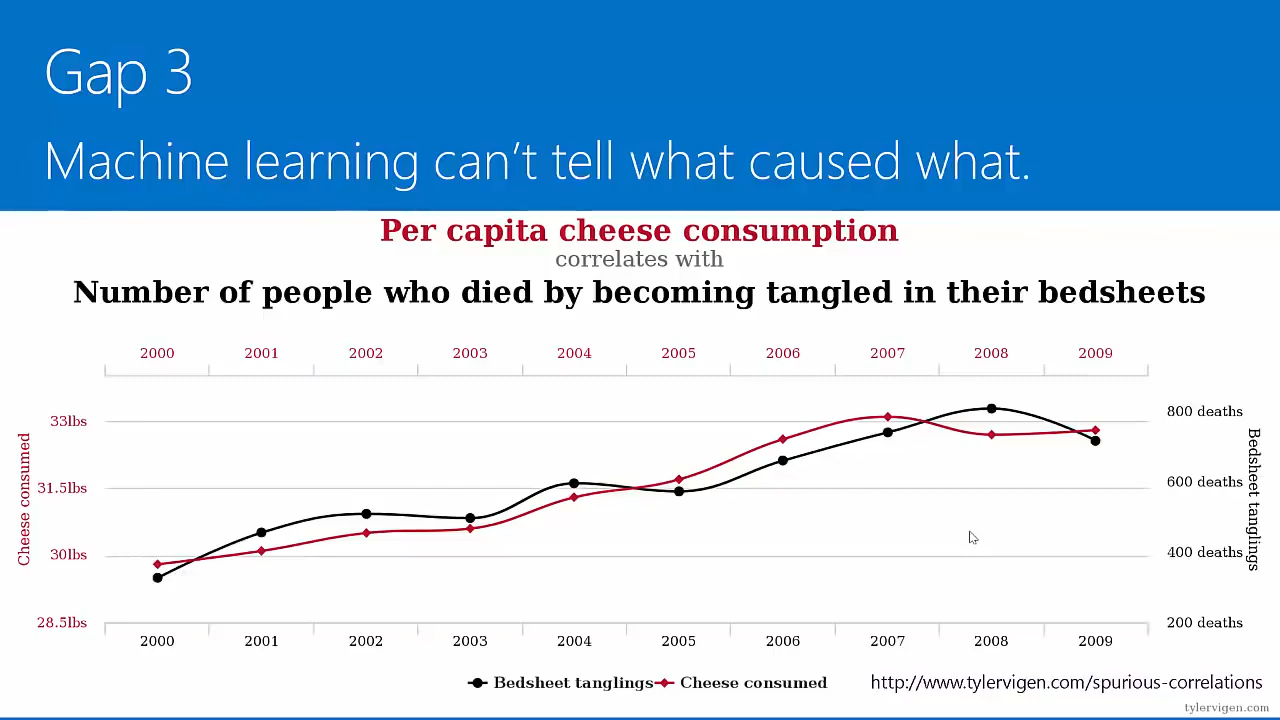 Gap 3
Machine learning can’t tell what caused what.
Per capita cheese consumption
correlates with
Number of people who died by becoming tangled in their bedsheets
2000 2001 2002 2003 2004 2005 2006 2007 2008 2009
33lbs
31.5lbs
30lbs
28.5lbs
Cheese consumed
800 deaths
600 deaths
400 deaths
200 deaths
Bedsheet tanglings
2000 2001 2002 2003 2004 2005 2006 2007 2008 2009
Bedsheet tanglings Cheese consumed
http://www.tylervigen.com/spurious-correlations
tylervigen.com